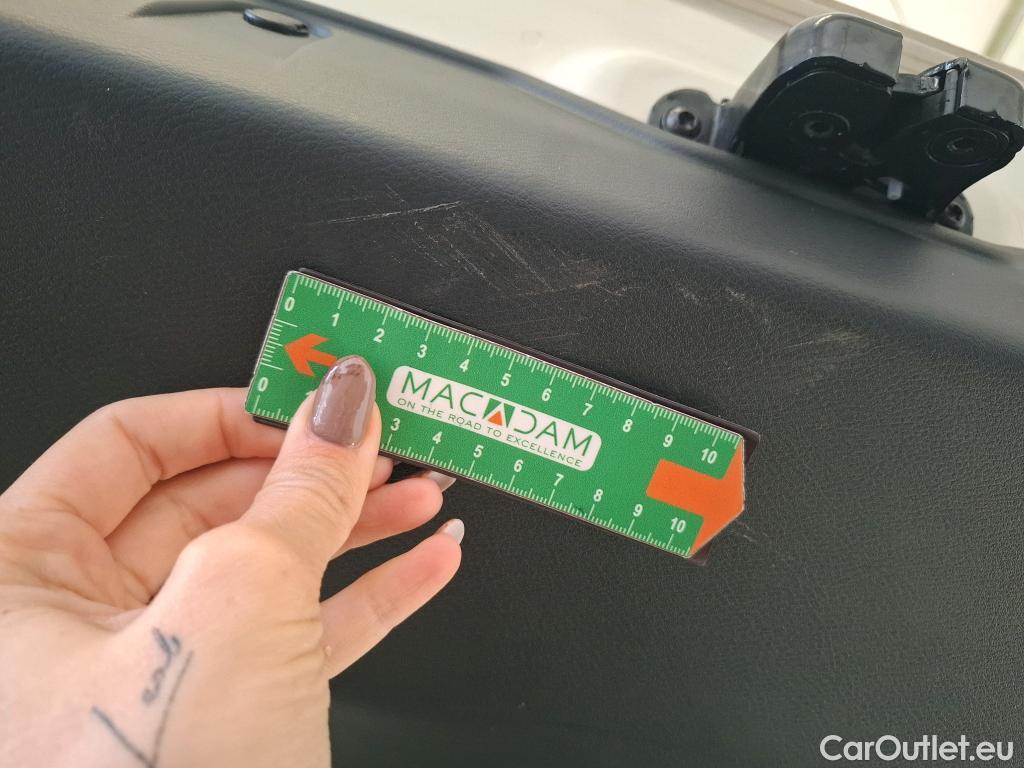 0 1 2 3 4 5 6 7 8 9 10
MACADAM
ON THE ROAD TO EXCELLENCE
0 3 4 5 6 7 8 9 10
CarOutlet.eu